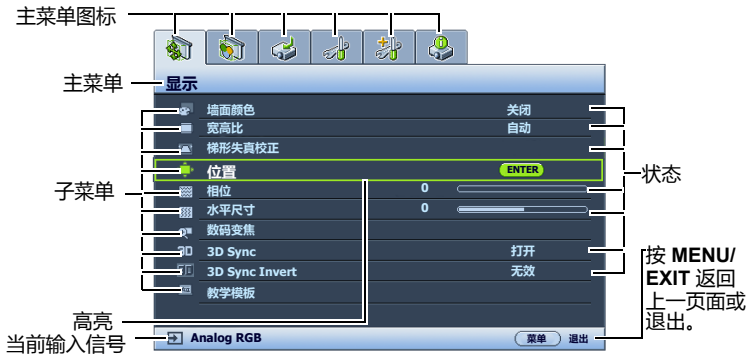 主菜单图标
主菜单
显示
墙面颜色 关闭
宽高比 自动
梯形失真校正
位置 ENTER
相位 0
水平尺寸 0
数码变焦
3D 3D Sync 打开
3D Sync Invert 无效
教学模板
子菜单
状态
高亮
当前输入信号
Analog RGB
菜单 退出
按 MENU/
EXIT 返回
上一页面或
退出。